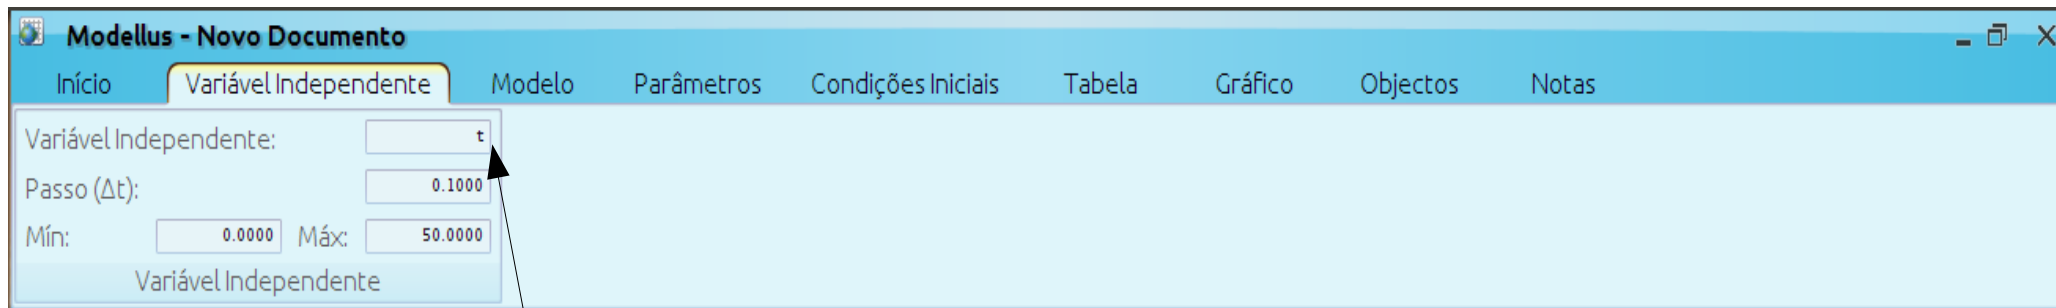 Modellus - Novo Documento
Início Variável Independente Modelo Parâmetros Condições Iniciais Tabela Gráfico Objectos Notas
Variável Independente: t
Passo (Δt): 0.1000
Mín: 0.0000 Máx: 50.0000
Variável Independente